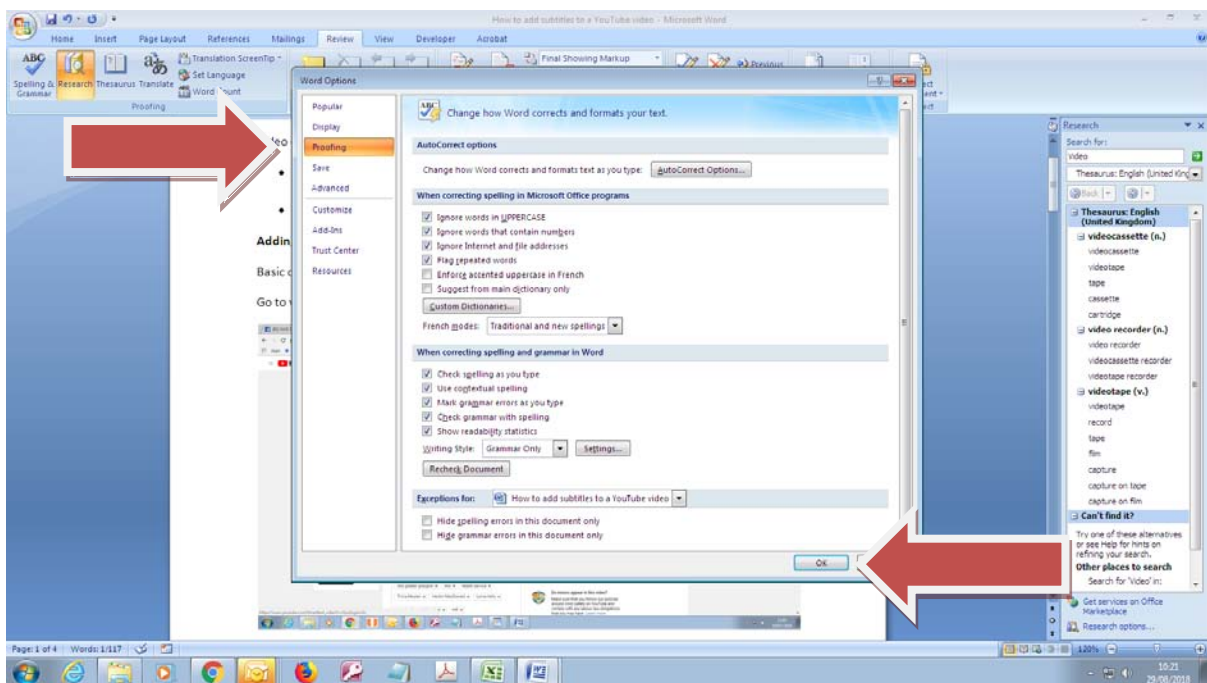 How to add subtitles to a YouTube video - Microsoft Word
Home Insert Page Layout References Mailings Review View Developer Acrobat
ABC
Spelling & Grammar
Research
Thesaurus
Translate
Translation ScreenTip
Set Language
Word Count
Proofing
Final Showing Markup
Previous
Word Options
Popular
Display
Proofing
Save
Advanced
Customize
Add-Ins
Trust Center
Resources
ABC
Change how Word corrects and formats your text.
AutoCorrect options
Change how Word corrects and formats text as you type: AutoCorrect Options...
When correcting spelling in Microsoft Office programs
Ignore words in UPPERCASE
Ignore words that contain numbers
Ignore Internet and file addresses
Flag repeated words
Enforce accented uppercase in French
Suggest from main dictionary only
Custom Dictionaries...
French modes: Traditional and new spellings
When correcting spelling and grammar in Word
Check spelling as you type
Use contextual spelling
Mark grammar errors as you type
Check grammar with spelling
Show readability statistics
Writing Style: Grammar Only Settings...
Recheck Document
Exceptions for: How to add subtitles to a YouTube video
Hide spelling errors in this document only
Hide grammar errors in this document only
OK
Addin
Basic
Go to
Research
Search for:
video
Thesaurus: English (United King
Back
Thesaurus: English
(United Kingdom)
videocassette (n.)
videocassette
videotape
tape
cassette
cartridge
video recorder (n.)
video recorder
videocassette recorder
videotape recorder
videotape (v.)
videotape
record
tape
film
capture
capture on tape
capture on film
Can't find it?
Try one of these alternatives
or see Help for hints on
refining your search.
Other places to search
Search for 'video' in:
Get services on Office
Marketplace
Research options...
Page: 1 of 4 Words: 1/117
120%
10:21
29/08/2018